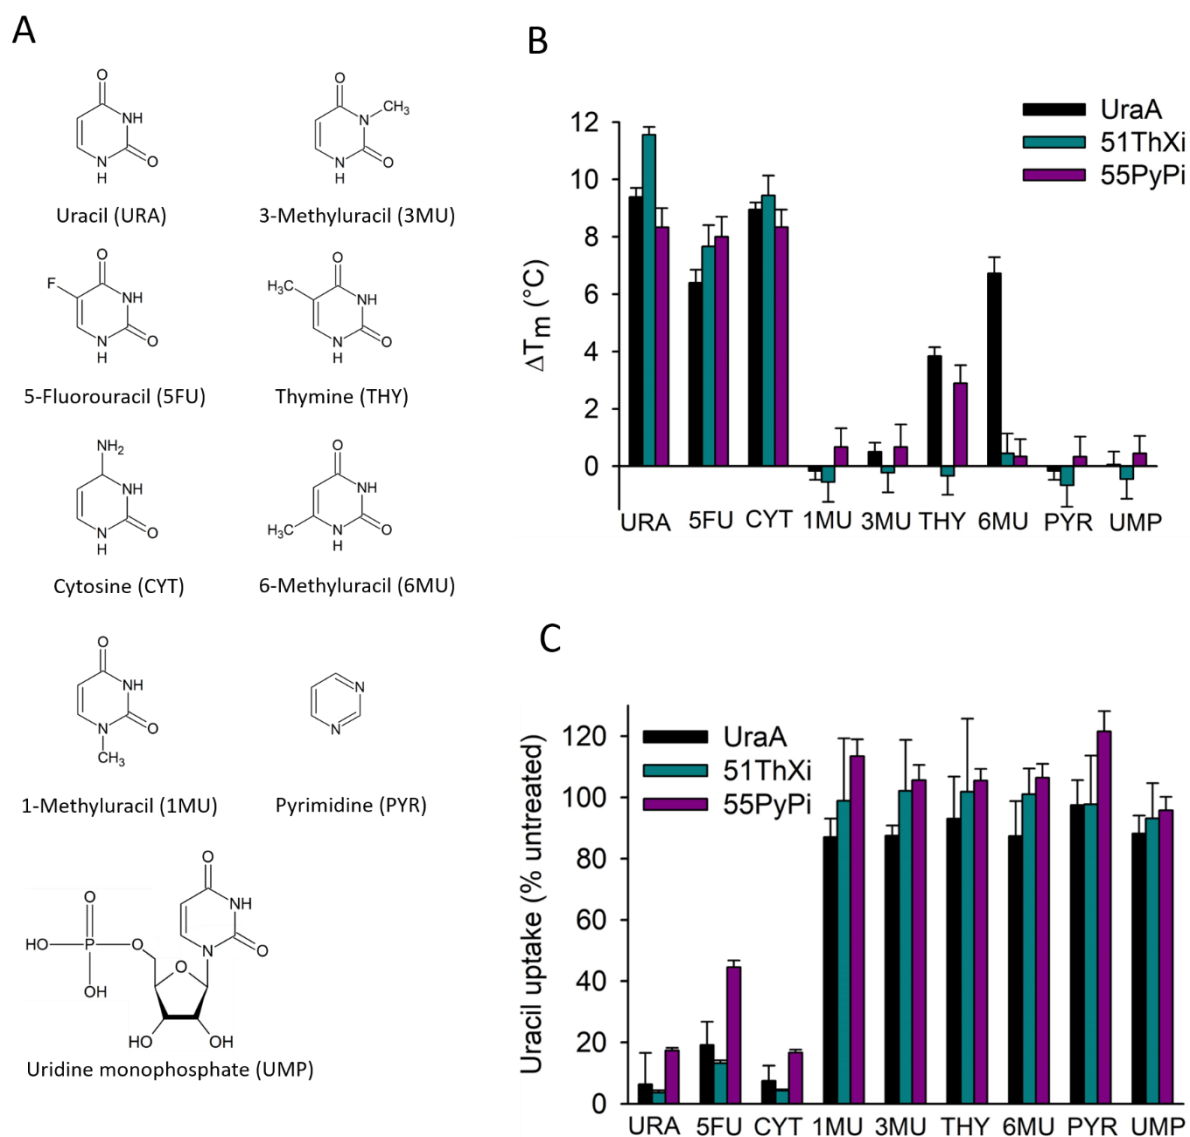 A
O
NH
N
H
O
Uracil (URA)
O
CH3
N
N
H
O
3-Methyluracil (3MU)
O
F
NH
N
H
O
5-Fluorouracil (5FU)
O
H3C
NH
N
H
O
Thymine (THY)
NH2
NH
N
H
O
Cytosine (CYT)
O
NH
H3C
N
H
O
6-Methyluracil (6MU)
O
NH
N
O
CH3
1-Methyluracil (1MU)
N
N
Pyrimidine (PYR)
O
O
NH
HO
P
O
N
O
O
OH
HO
OH
Uridine monophosphate (UMP)
B
UraA
51ThXi
55PyPi
ΔTm (°C)
12
10
8
6
4
2
0
URA 5FU CYT 1MU 3MU THY 6MU PYR UMP
C
UraA
51ThXi
55PyPi
Uracil uptake (% untreated)
120
100
80
60
40
20
0
URA 5FU CYT 1MU 3MU THY 6MU PYR UMP